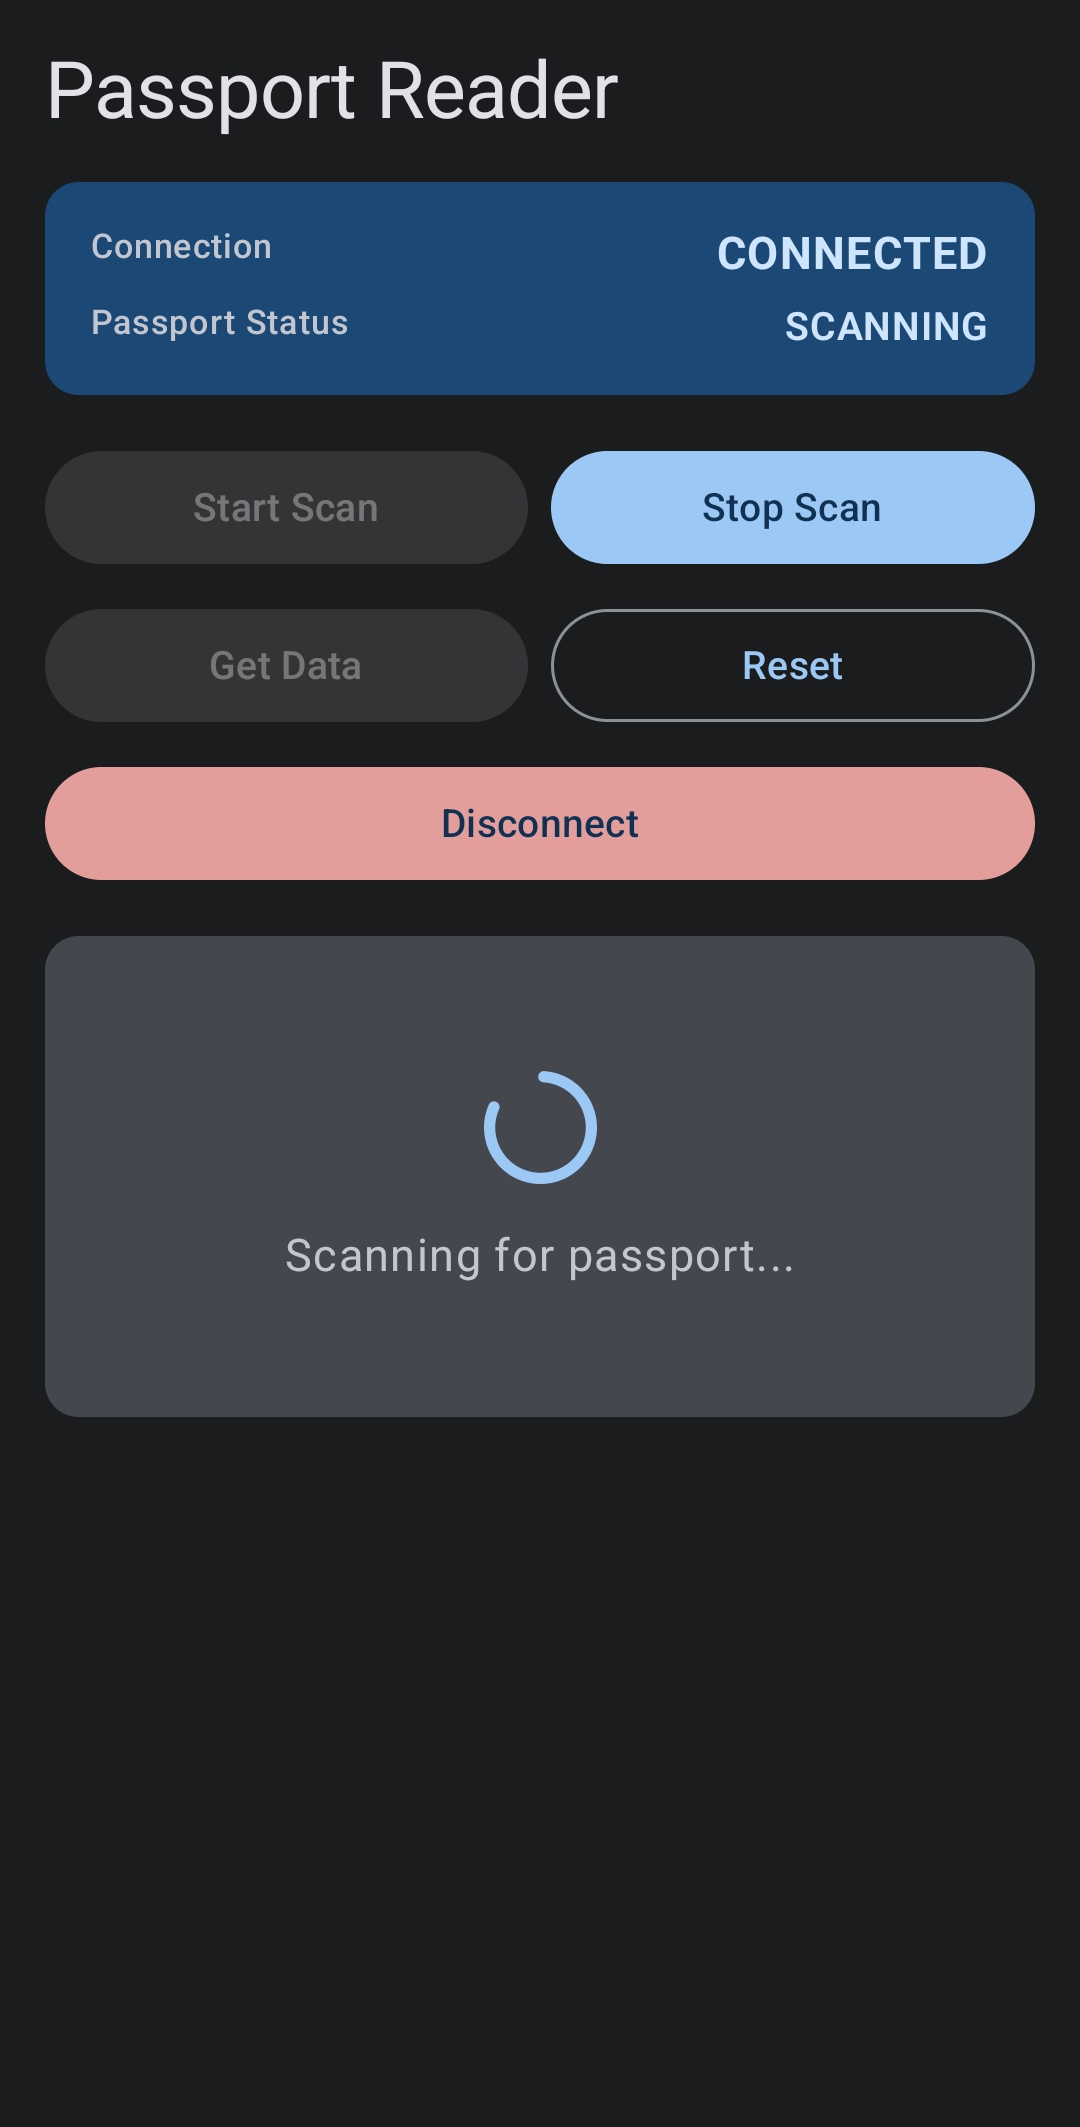 Passport Reader
Connection CONNECTED
Passport Status SCANNING
Start Scan Stop Scan
Get Data Reset
Disconnect
Scanning for passport...